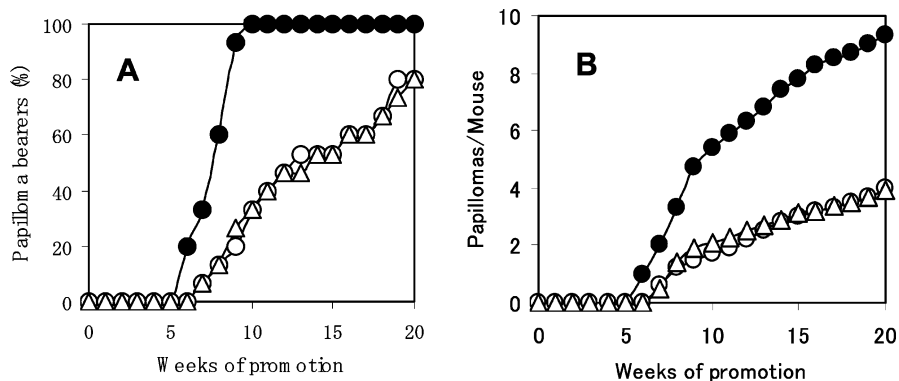 A
Papilloma bearers (%)
100
80
60
40
20
0
0 5 10 15 20
Weeks of promotion
B
Papillomas/Mouse
10
8
6
4
2
0
0 5 10 15 20
Weeks of promotion